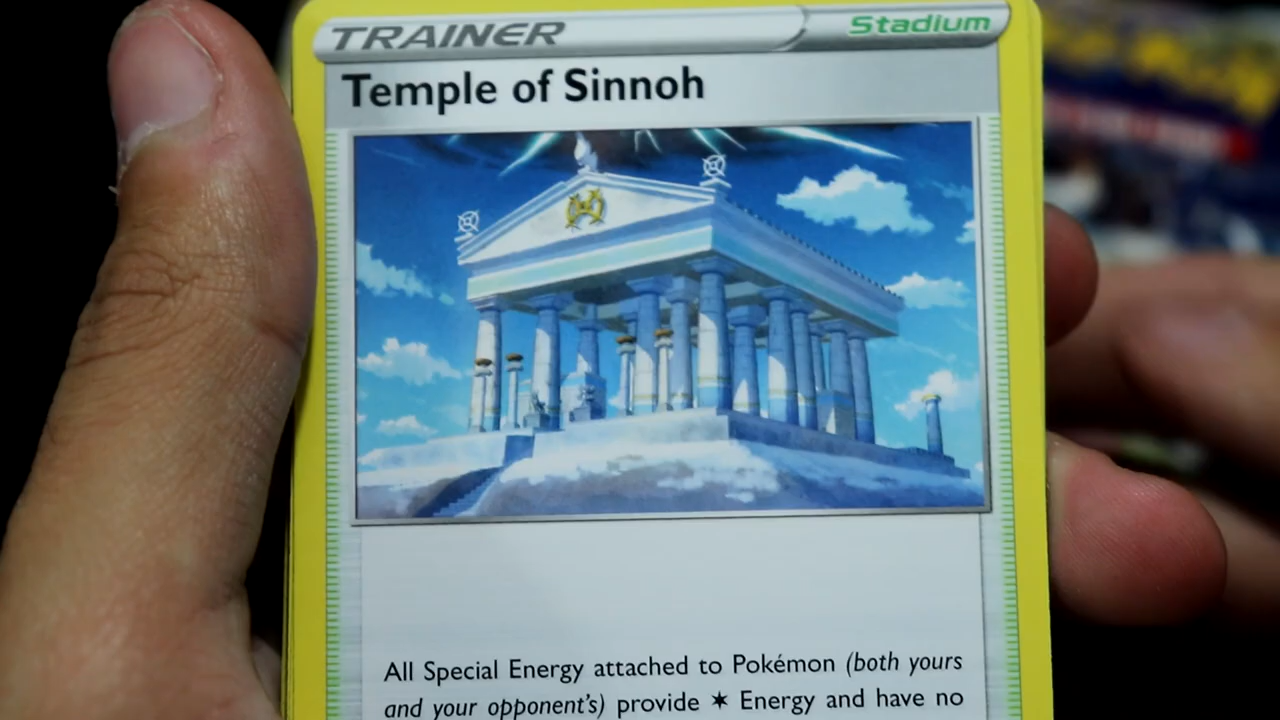 TRAINER
Stadium
Temple of Sinnoh
All Special Energy attached to Pokémon (both yours
and your opponent's) provide ✶ Energy and have no